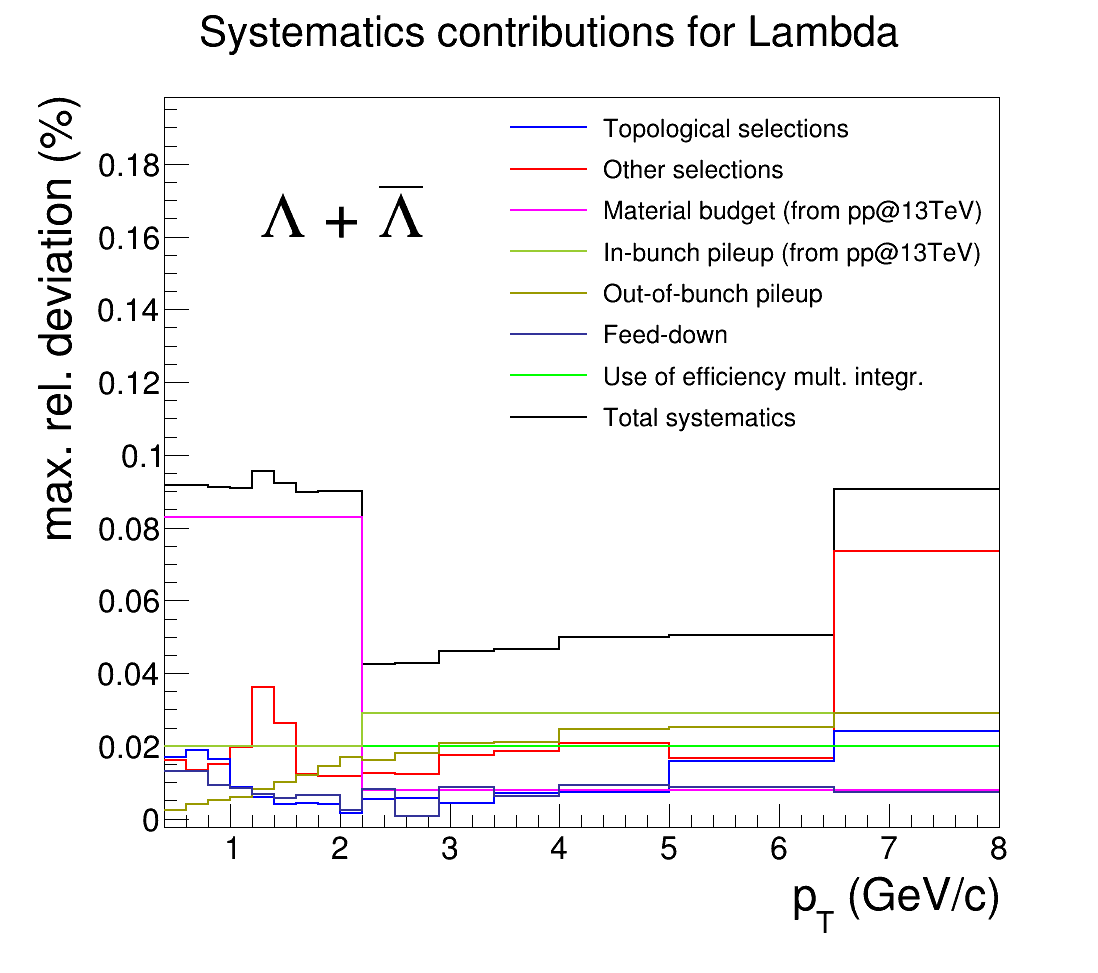 Systematics contributions for Lambda
max. rel. deviation (%)
Λ + Λ̅
Topological selections
Other selections
Material budget (from pp@13TeV)
In-bunch pileup (from pp@13TeV)
Out-of-bunch pileup
Feed-down
Use of efficiency mult. integr.
Total systematics
0.18
0.16
0.14
0.12
0.1
0.08
0.06
0.04
0.02
0
1 2 3 4 5 6 7 8
p_T (GeV/c)